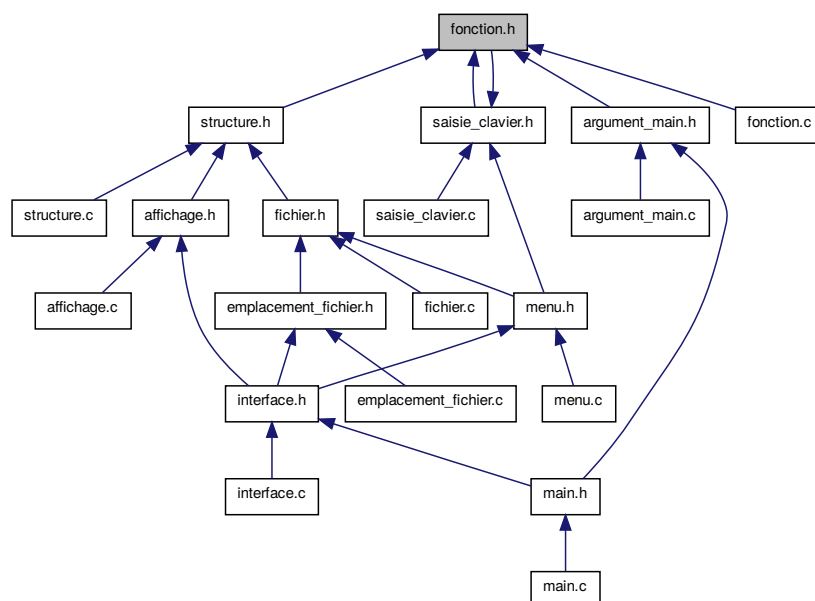 fonction.h
structure.h
saisie_clavier.h
argument_main.h
fonction.c
structure.c
affichage.h
fichier.h
saisie_clavier.c
argument_main.c
affichage.c
emplacement_fichier.h
fichier.c
menu.h
interface.h
emplacement_fichier.c
menu.c
interface.c
main.h
main.c